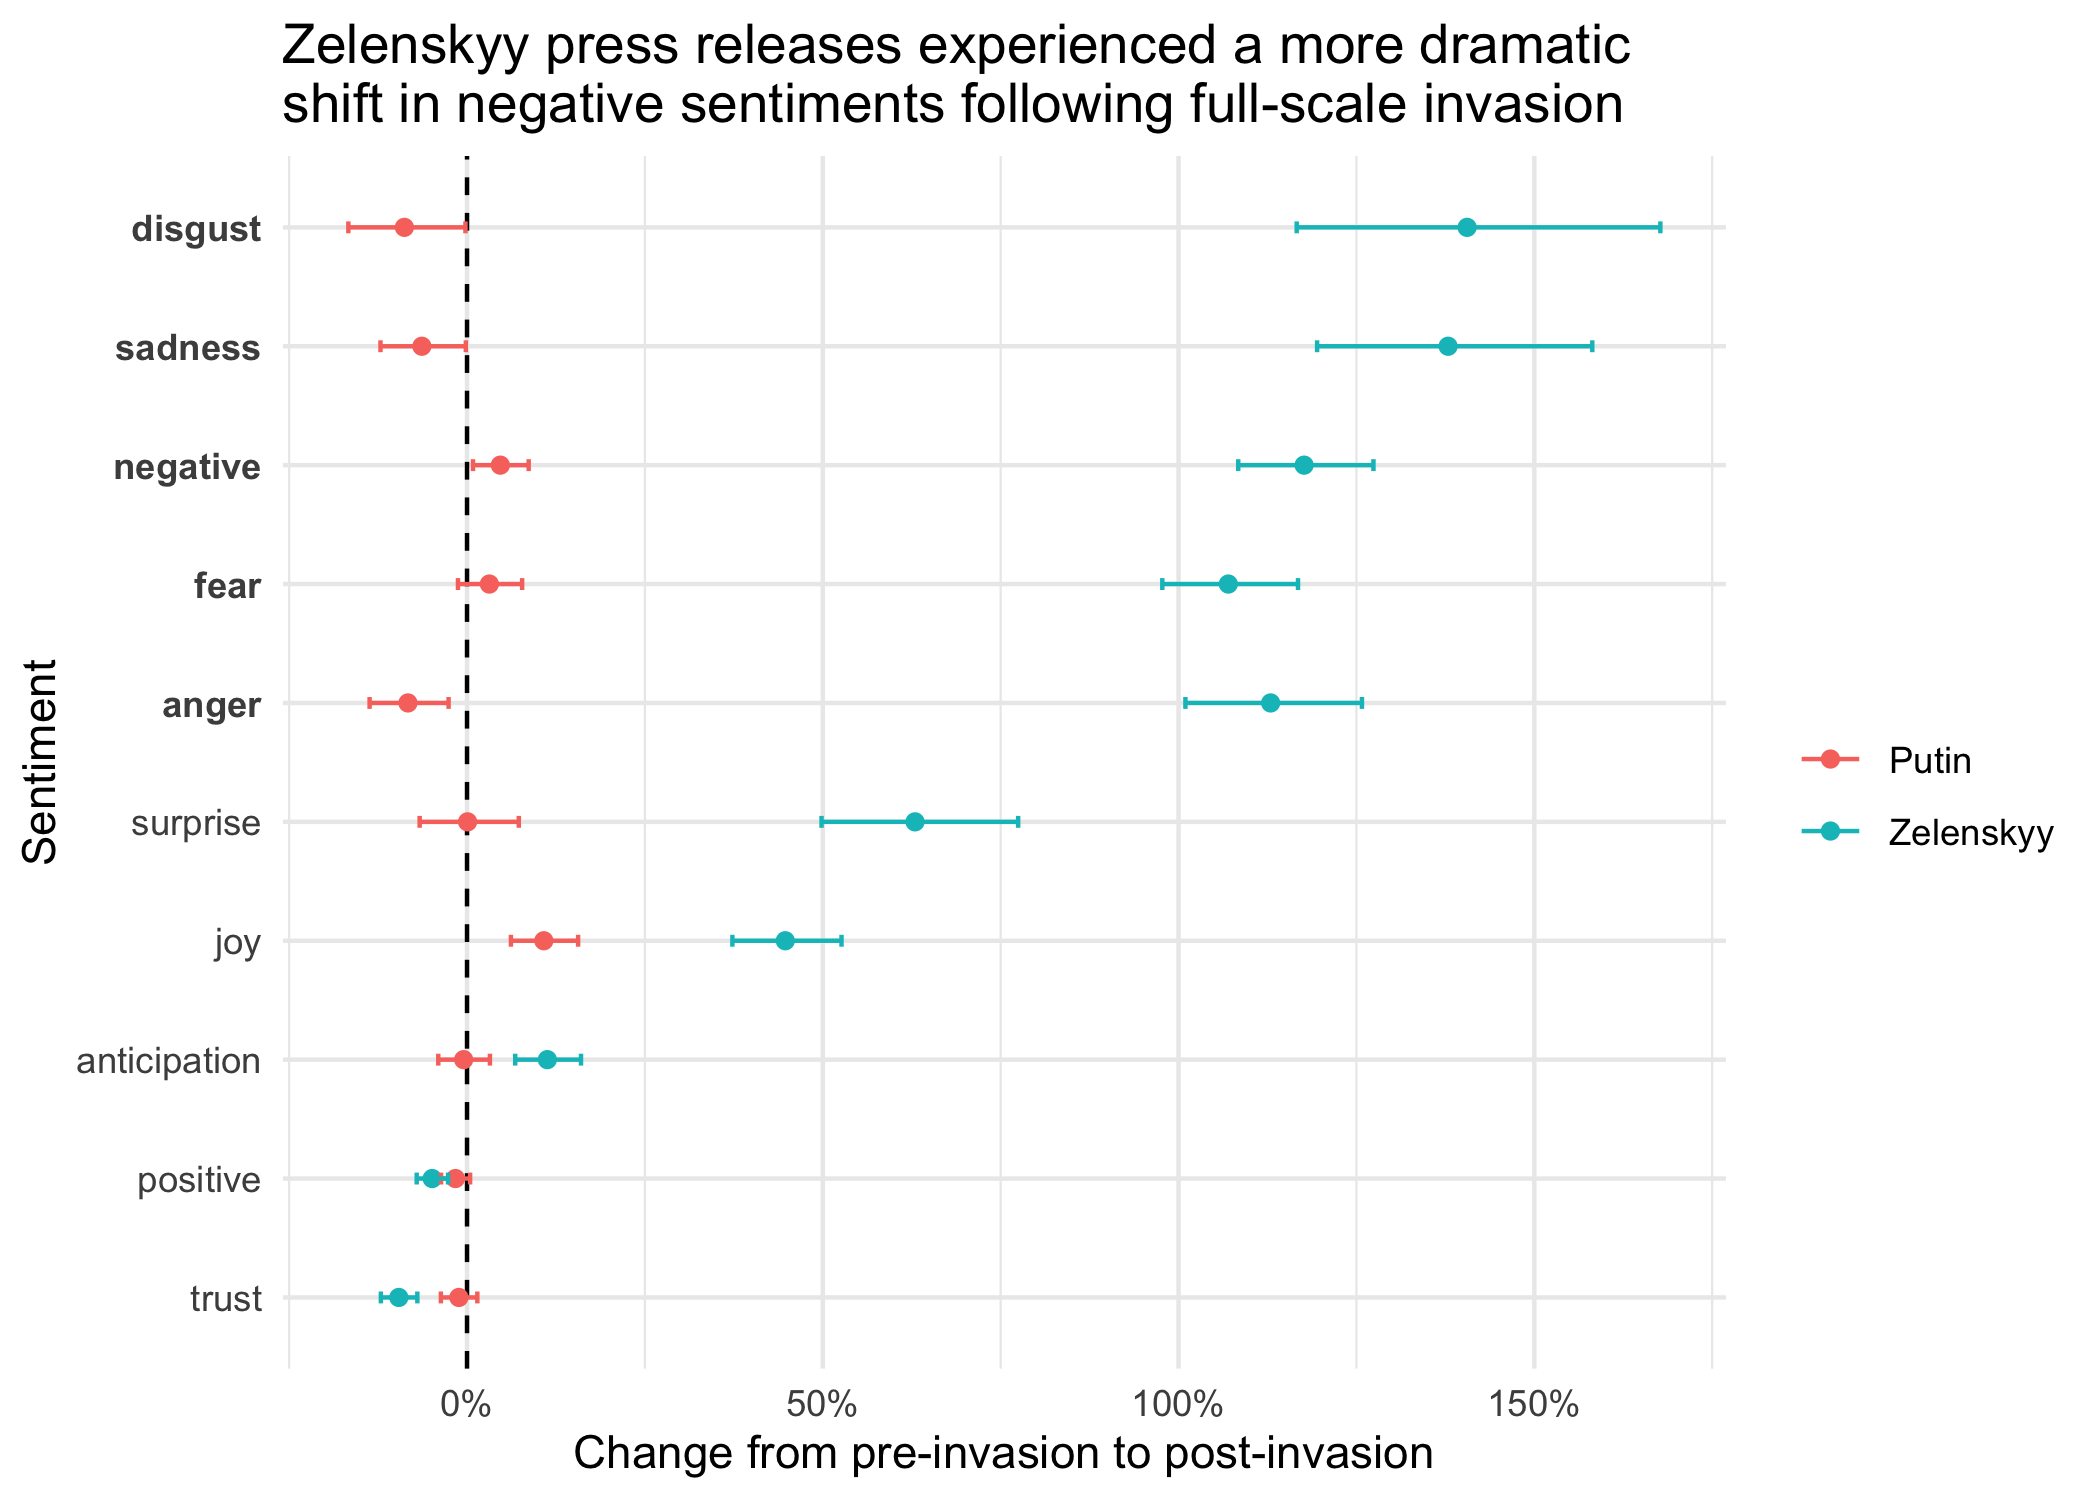 Zelenskyy press releases experienced a more dramatic
shift in negative sentiments following full-scale invasion
Sentiment
disgust
sadness
negative
fear
anger
surprise
joy
anticipation
positive
trust
0% 50% 100% 150%
Change from pre-invasion to post-invasion
Putin
Zelenskyy